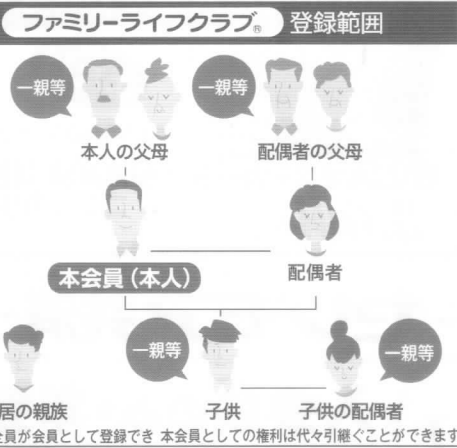 ファミリーライフクラブ® 登録範囲
一親等
一親等
本人の父母
配偶者の父母
本会員(本人)
配偶者
一親等
一親等
居の親族
子供
子供の配偶者
会員が会員として登録でき 本会員としての権利は代々引継ぐことができます